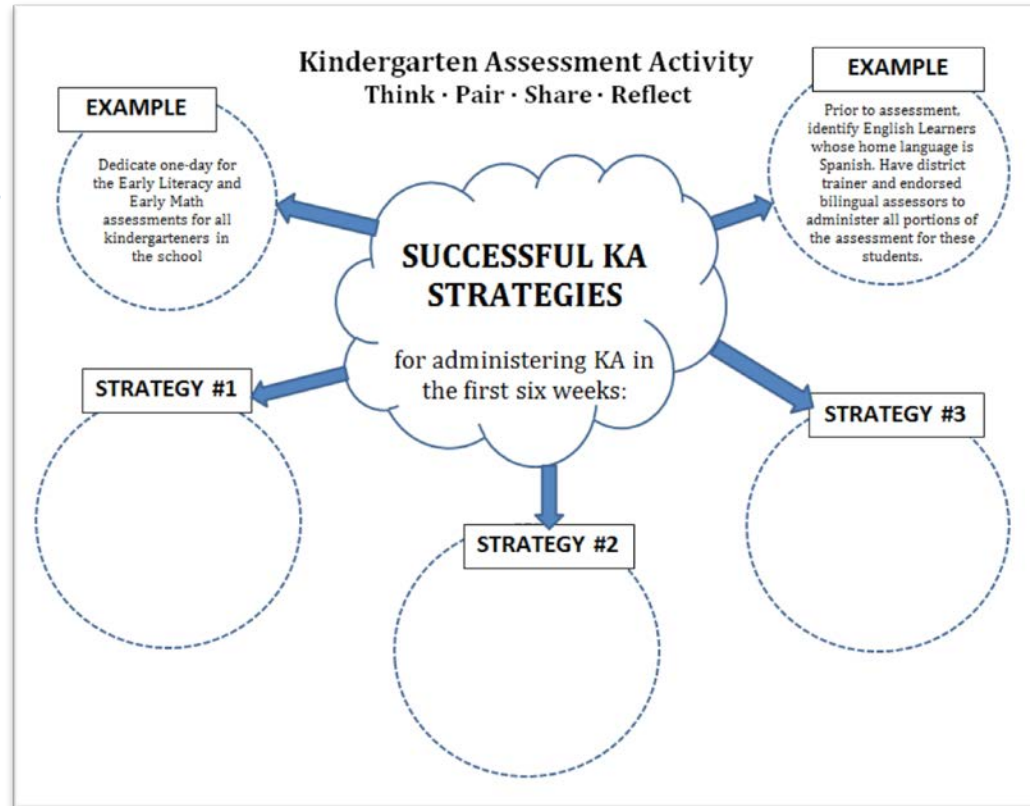 Kindergarten Assessment Activity
Think · Pair · Share · Reflect
EXAMPLE
Dedicate one-day for
the Early Literacy and
Early Math
assessments for all
kindergarteners in
the school
EXAMPLE
Prior to assessment,
identify English Learners
whose home language is
Spanish. Have district
trainer and endorsed
bilingual assessors to
administer all portions of
the assessment for these
students.
SUCCESSFUL KA
STRATEGIES
for administering KA in
the first six weeks:
STRATEGY #1
STRATEGY #2
STRATEGY #3